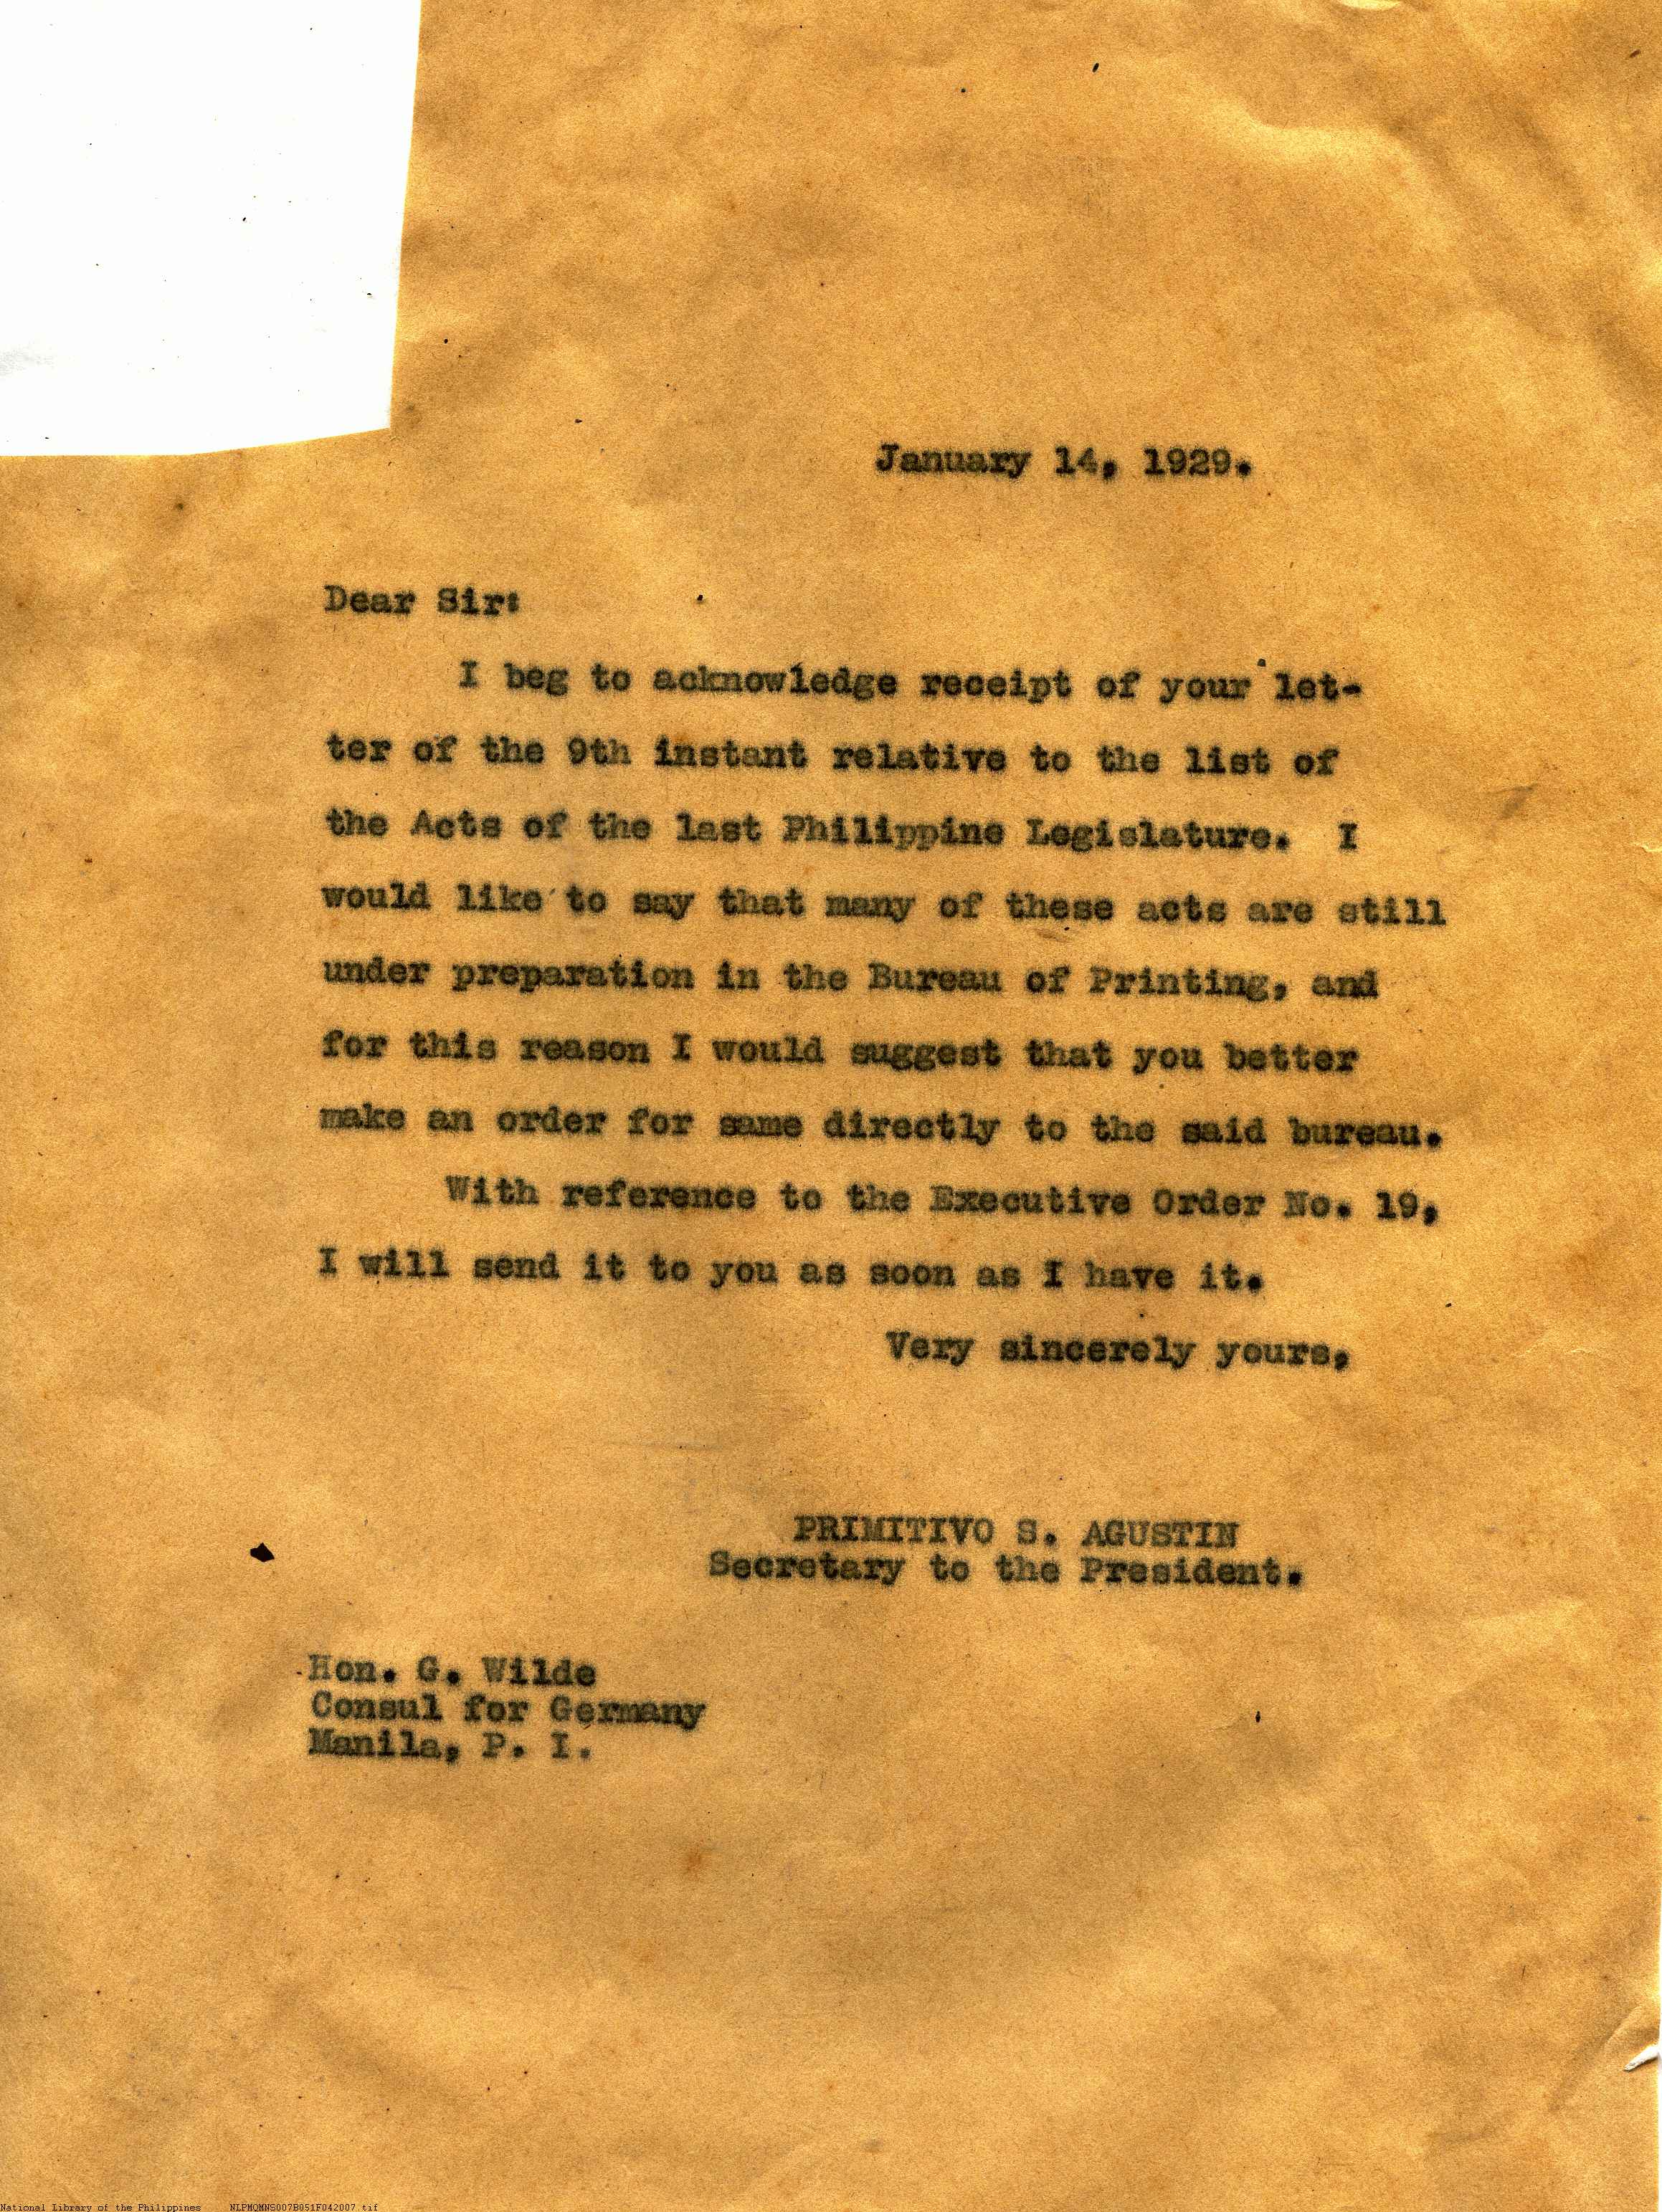 January 14, 1929.
Dear Sir:
I beg to acknowledge receipt of your let-
ter of the 9th instant relative to the list of
the Acts of the last Philippine Legislature. I
would like to say that many of these acts are still
under preparation in the Bureau of Printing, and
for this reason I would suggest that you better
make an order for same directly to the said bureau.
With reference to the Executive Order No. 19,
I will send it to you as soon as I have it.
Very sincerely yours,
PRIMITIVO S. AGUSTIN
Secretary to the President.
Hon. G. Wilde
Consul for Germany
Manila, P. I.
National Library of the Philippines NLPMQMNS007B051F042007.tif